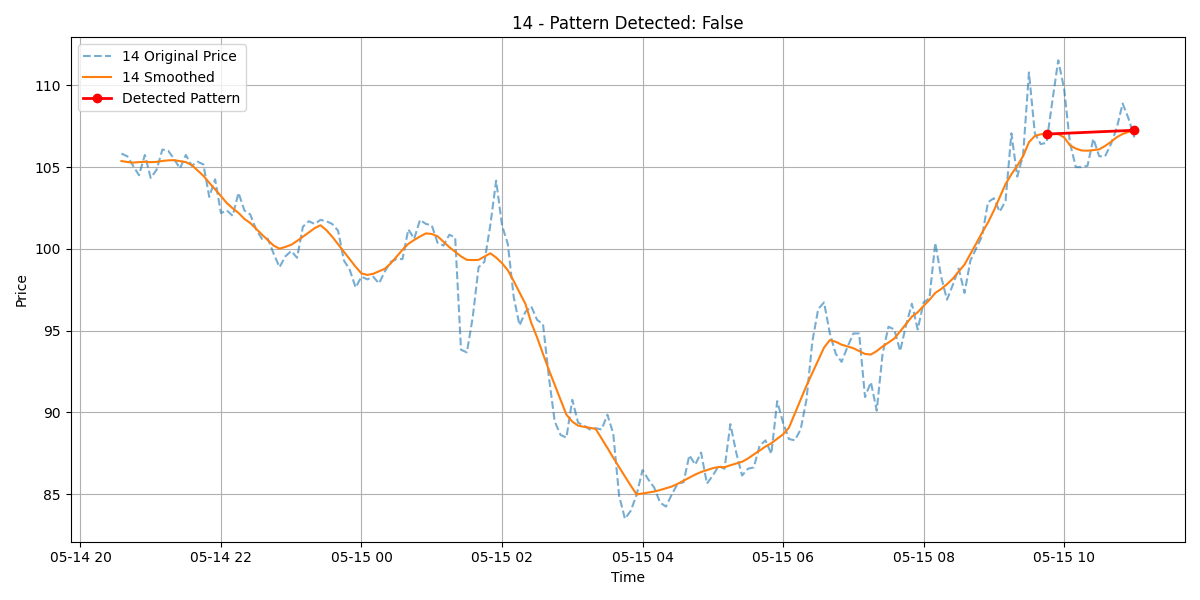 14 - Pattern Detected: False
14 Original Price
14 Smoothed
Detected Pattern
Price
110
105
100
95
90
85
05-14 20
05-14 22
05-15 00
05-15 02
05-15 04
05-15 06
05-15 08
05-15 10
Time